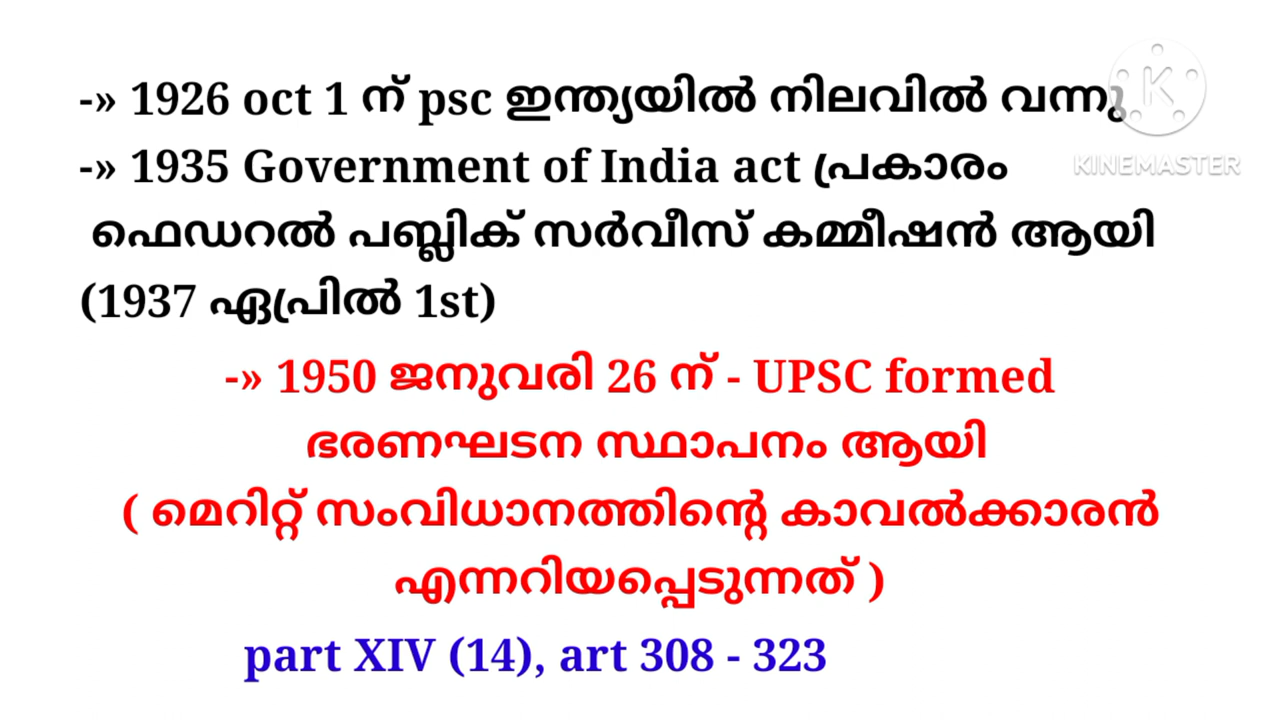 -» 1926 oct 1 ന് psc ഇന്ത്യയിൽ നിലവിൽ വന്നു
-» 1935 Government of India act പ്രകാരം
ഫെഡറൽ പബ്ലിക് സർവീസ് കമ്മീഷൻ ആയി
(1937 ഏപ്രിൽ 1st)
-» 1950 ജനുവരി 26 ന് - UPSC formed
ഭരണഘടന സ്ഥാപനം ആയി
( മെറിറ്റ് സംവിധാനത്തിന്റെ കാവൽക്കാരൻ
എന്നറിയപ്പെടുന്നത് )
part XIV (14), art 308 - 323
K
KINEMASTER